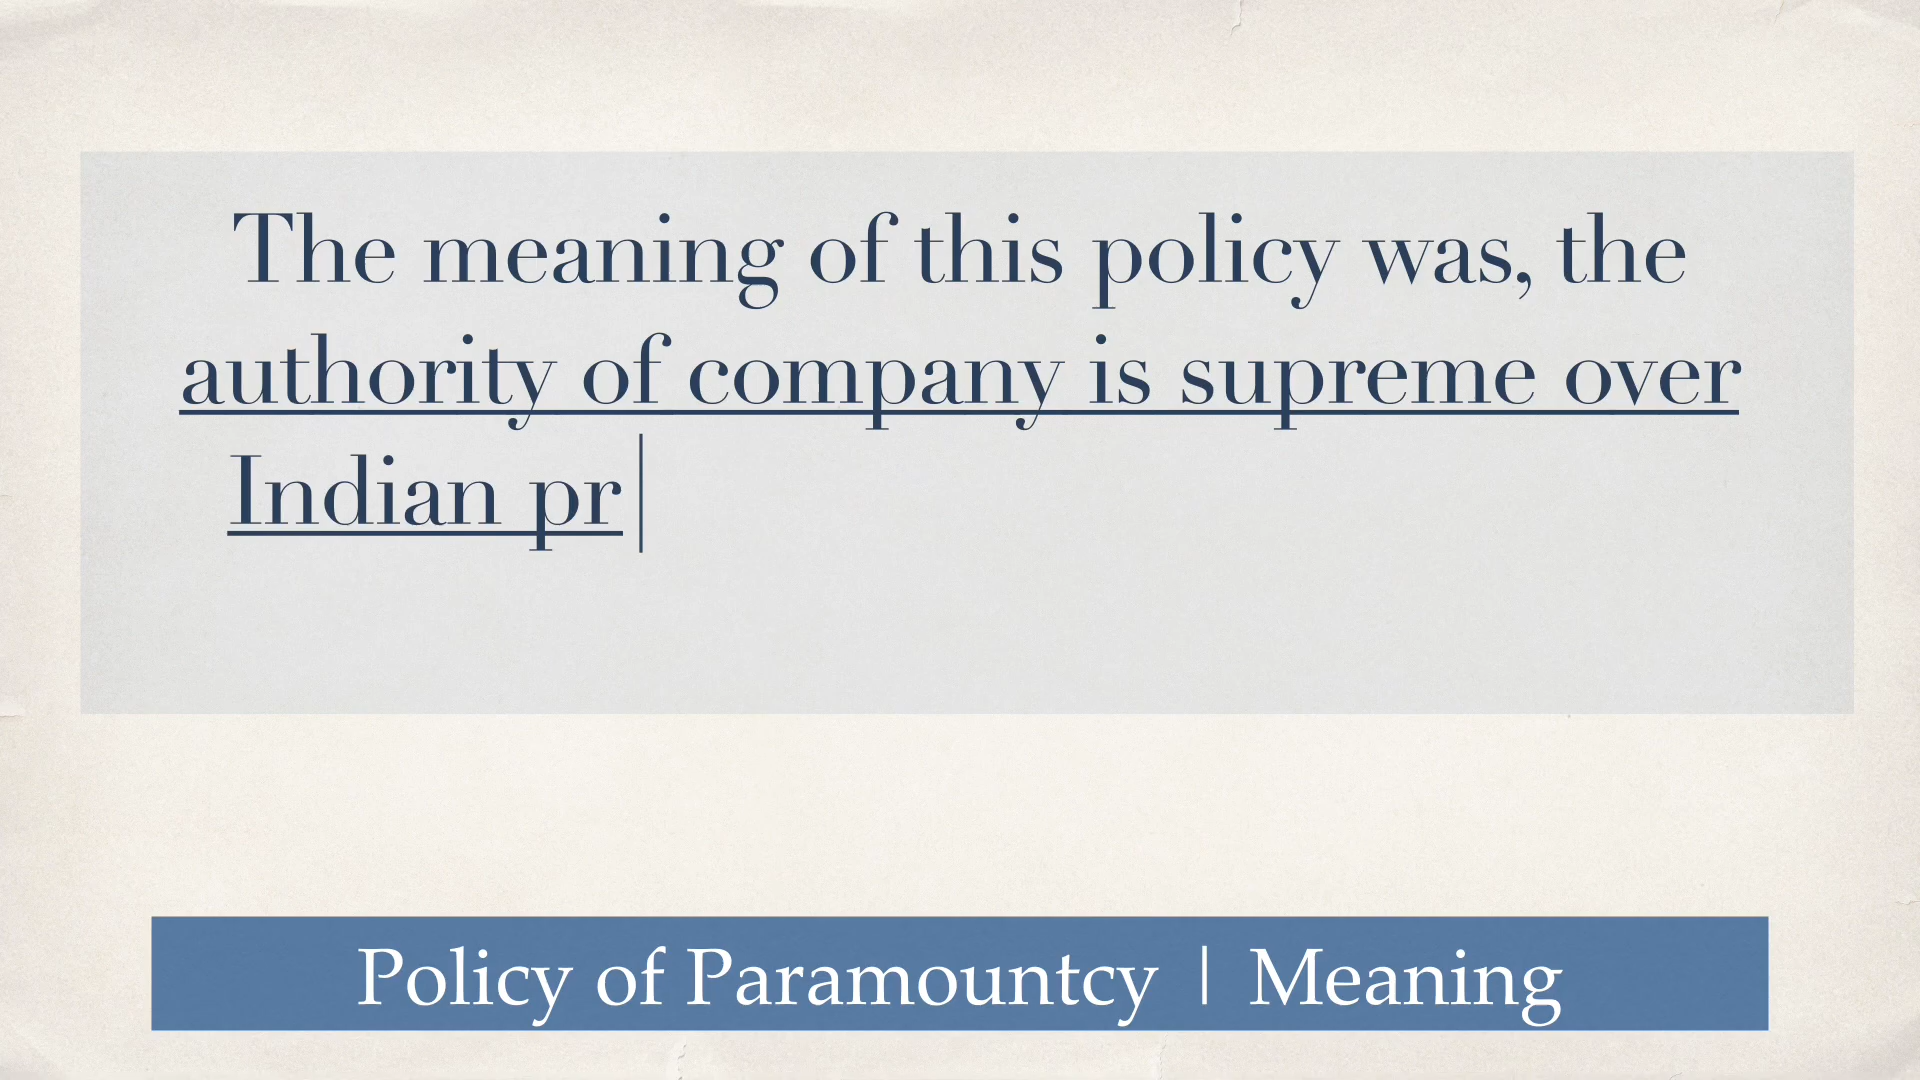 The meaning of this policy was, the
authority of company is supreme over
Indian pr
Policy of Paramountcy | Meaning